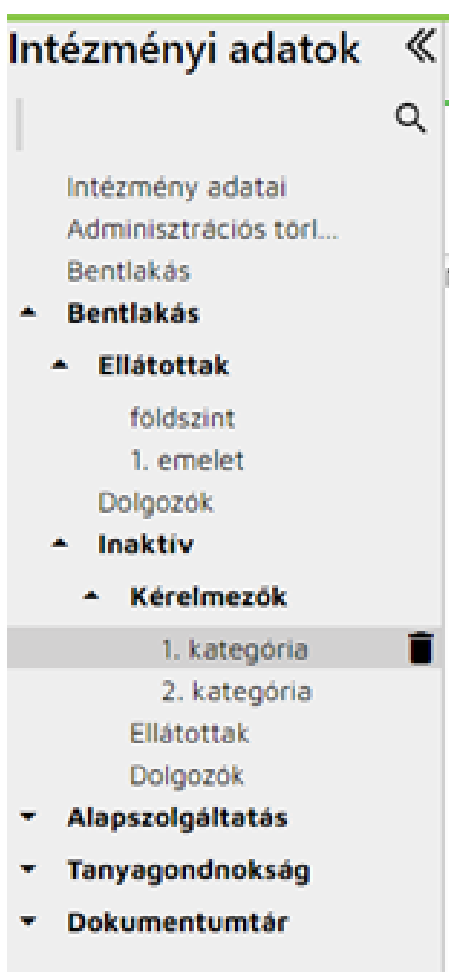 Intézményi adatok
Intézmény adatai
Adminisztrációs törl...
Bentlakás
Bentlakás
Ellátottak
földszint
1. emelet
Dolgozók
Inaktív
Kérelmezők
1. kategória
2. kategória
Ellátottak
Dolgozók
Alapszolgáltatás
Tanyagondnokság
Dokumentumtár